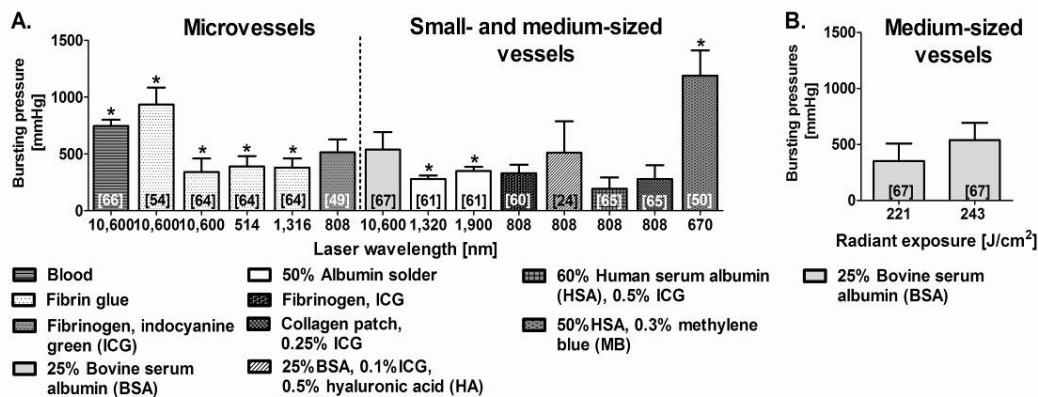 A.
Microvessels
Small- and medium-sized
vessels
Bursting pressure
[mmHg]
1500
1000
500
0
* * * * * * * *
[66] [54] [64] [64] [64] [49] [67] [61] [61] [60] [24] [65] [65] [50]
10,600 10,600 10,600 514 1,316 808 10,600 1,320 1,900 808 808 808 808 670
Laser wavelength [nm]
Blood
Fibrin glue
Fibrinogen, indocyanine
green (ICG)
25% Bovine serum
albumin (BSA)
50% Albumin solder
Fibrinogen, ICG
Collagen patch,
0.25% ICG
25%BSA, 0.1%ICG,
0.5% hyaluronic acid (HA)
60% Human serum albumin
(HSA), 0.5% ICG
50%HSA, 0.3% methylene
blue (MB)
B.
Medium-sized
vessels
Bursting pressures
[mmHg]
1500
1000
500
0
[67] [67]
221 243
Radiant exposure [J/cm²]
25% Bovine serum
albumin (BSA)